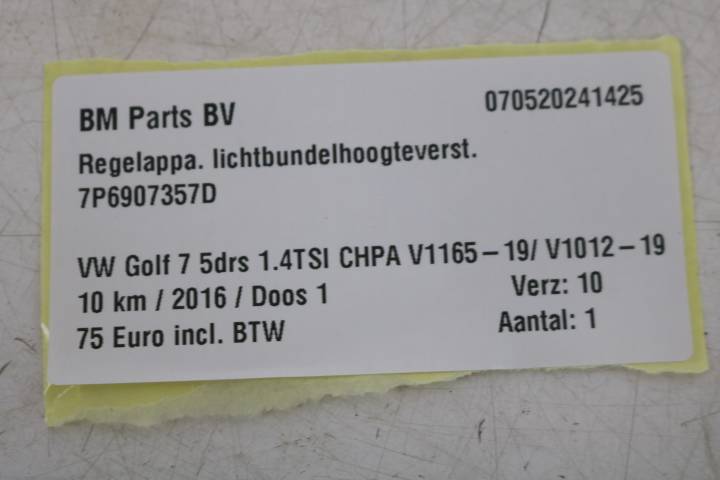 BM Parts BV 070520241425
Regelappa. lichtbundelhoogteverst.
7P6907357D
VW Golf 7 5drs 1.4TSI CHPA V1165-19/ V1012-19
10 km / 2016 / Doos 1 Verz: 10
75 Euro incl. BTW Aantal: 1